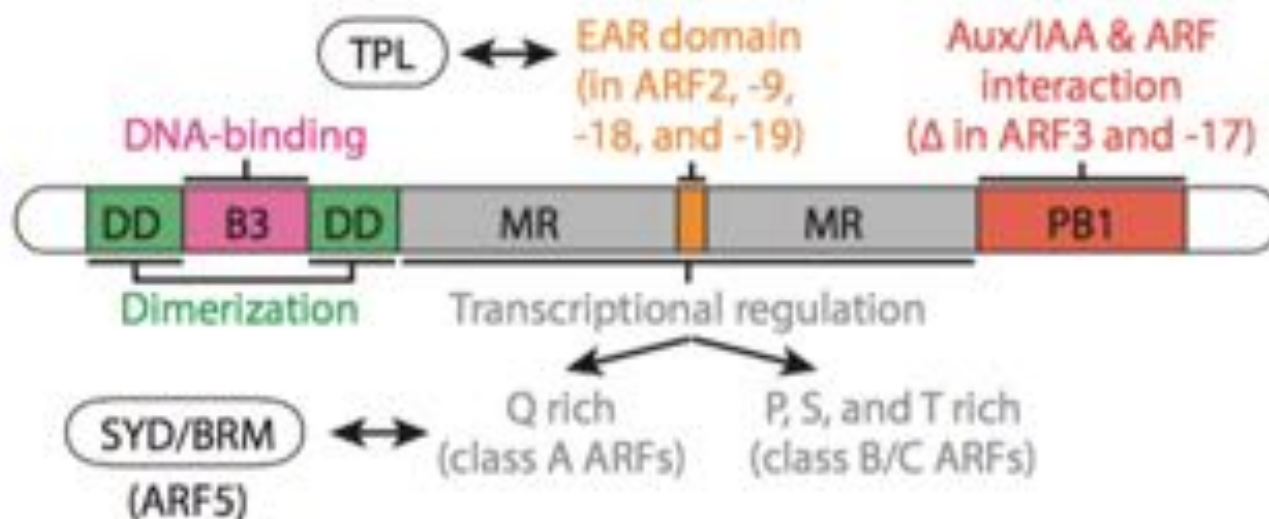 TPL
EAR domain
(in ARF2, -9,
-18, and -19)
Aux/IAA & ARF
interaction
(Δ in ARF3 and -17)
DNA-binding
DD B3 DD MR MR PB1
Dimerization
Transcriptional regulation
SYD/BRM
(ARF5)
Q rich
(class A ARFs)
P, S, and T rich
(class B/C ARFs)